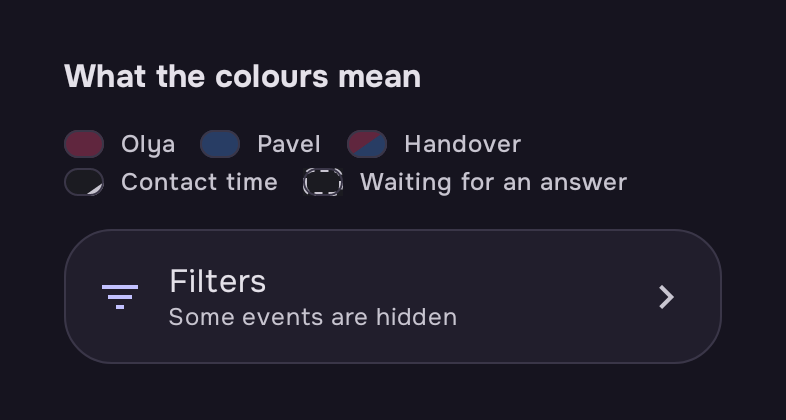 What the colours mean
Olya Pavel Handover
Contact time Waiting for an answer
Filters
Some events are hidden